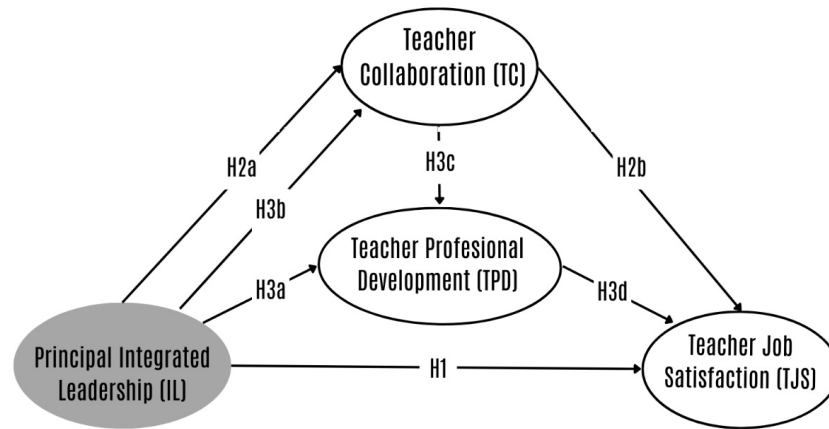 Teacher
Collaboration (TC)
H2a
H3b
H3c
H2b
Teacher Profesional
Development (TPD)
H3a
H3d
Principal Integrated
Leadership (IL)
H1
Teacher Job
Satisfaction (TJS)